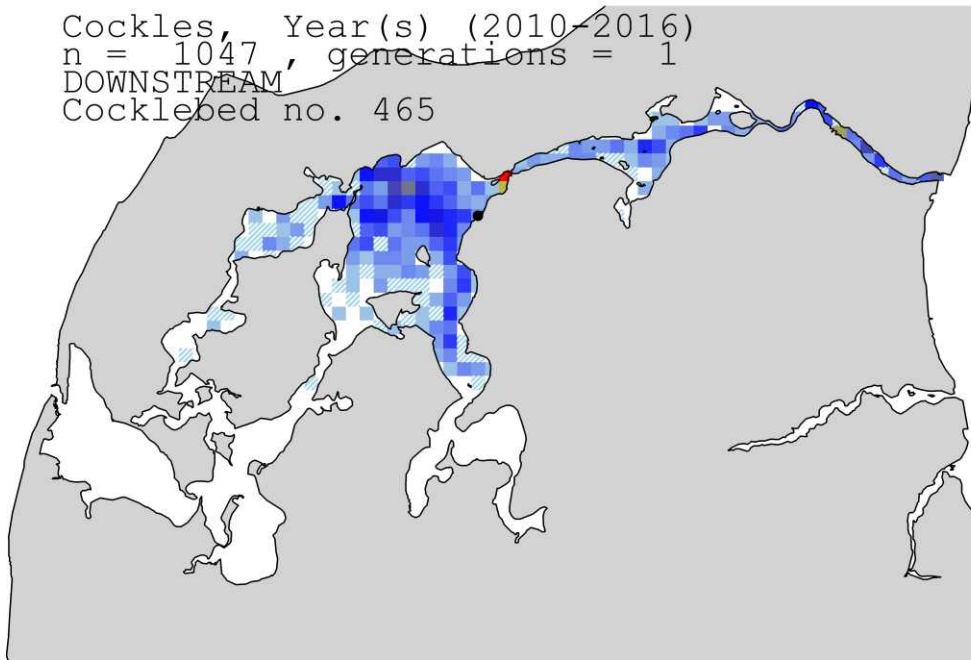 Cockles, Year(s) (2010-2016)
n = 1047 , generations = 1
DOWNSTREAM
Cocklebed no. 465